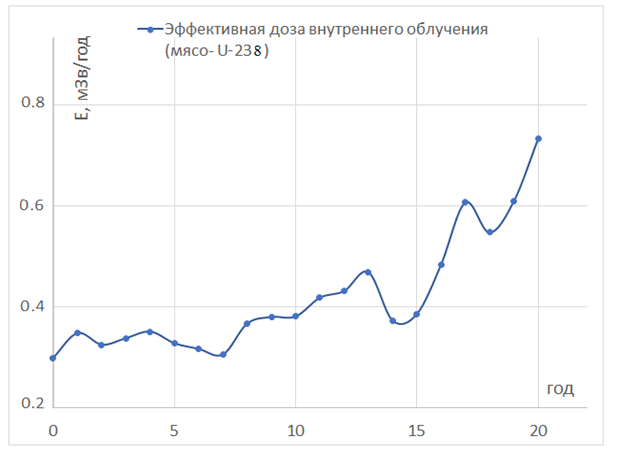 Эффективная доза внутреннего облучения
(мясо- U-238)
E, мЗв/год
0.8
0.6
0.4
0.2
год
0 5 10 15 20